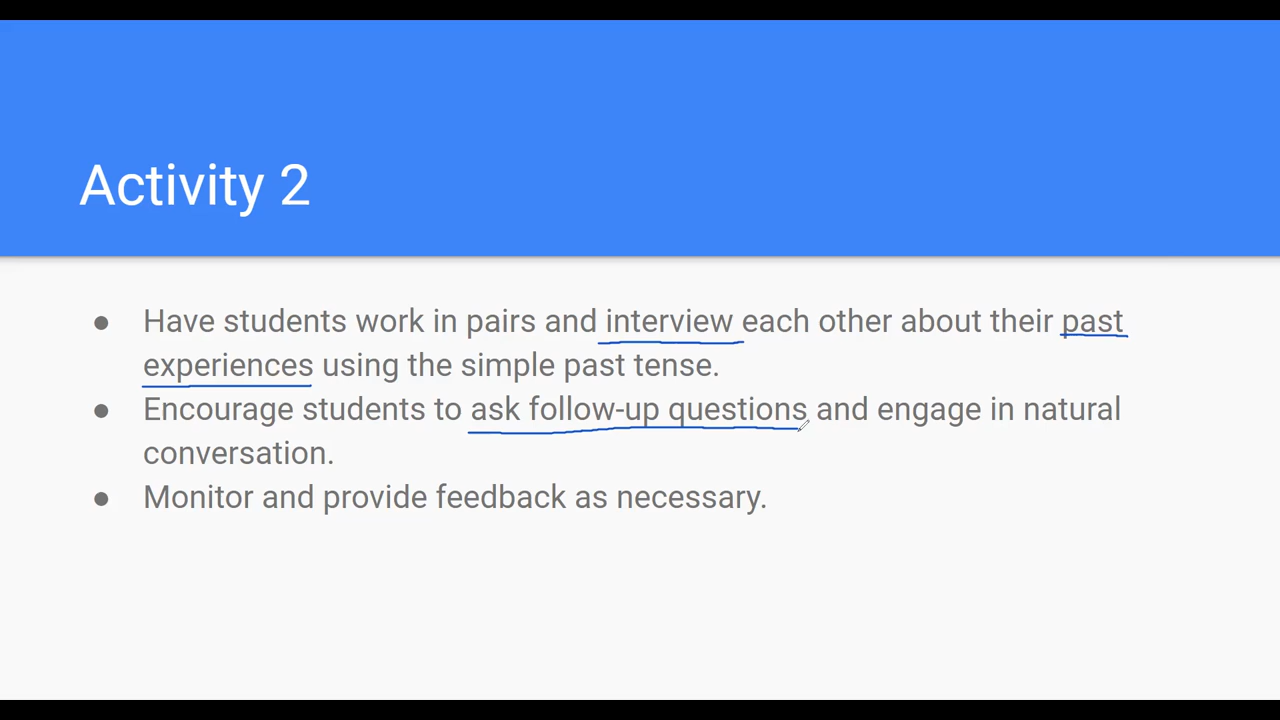 Activity 2
● Have students work in pairs and interview each other about their past
experiences using the simple past tense.
● Encourage students to ask follow-up questions and engage in natural
conversation.
● Monitor and provide feedback as necessary.